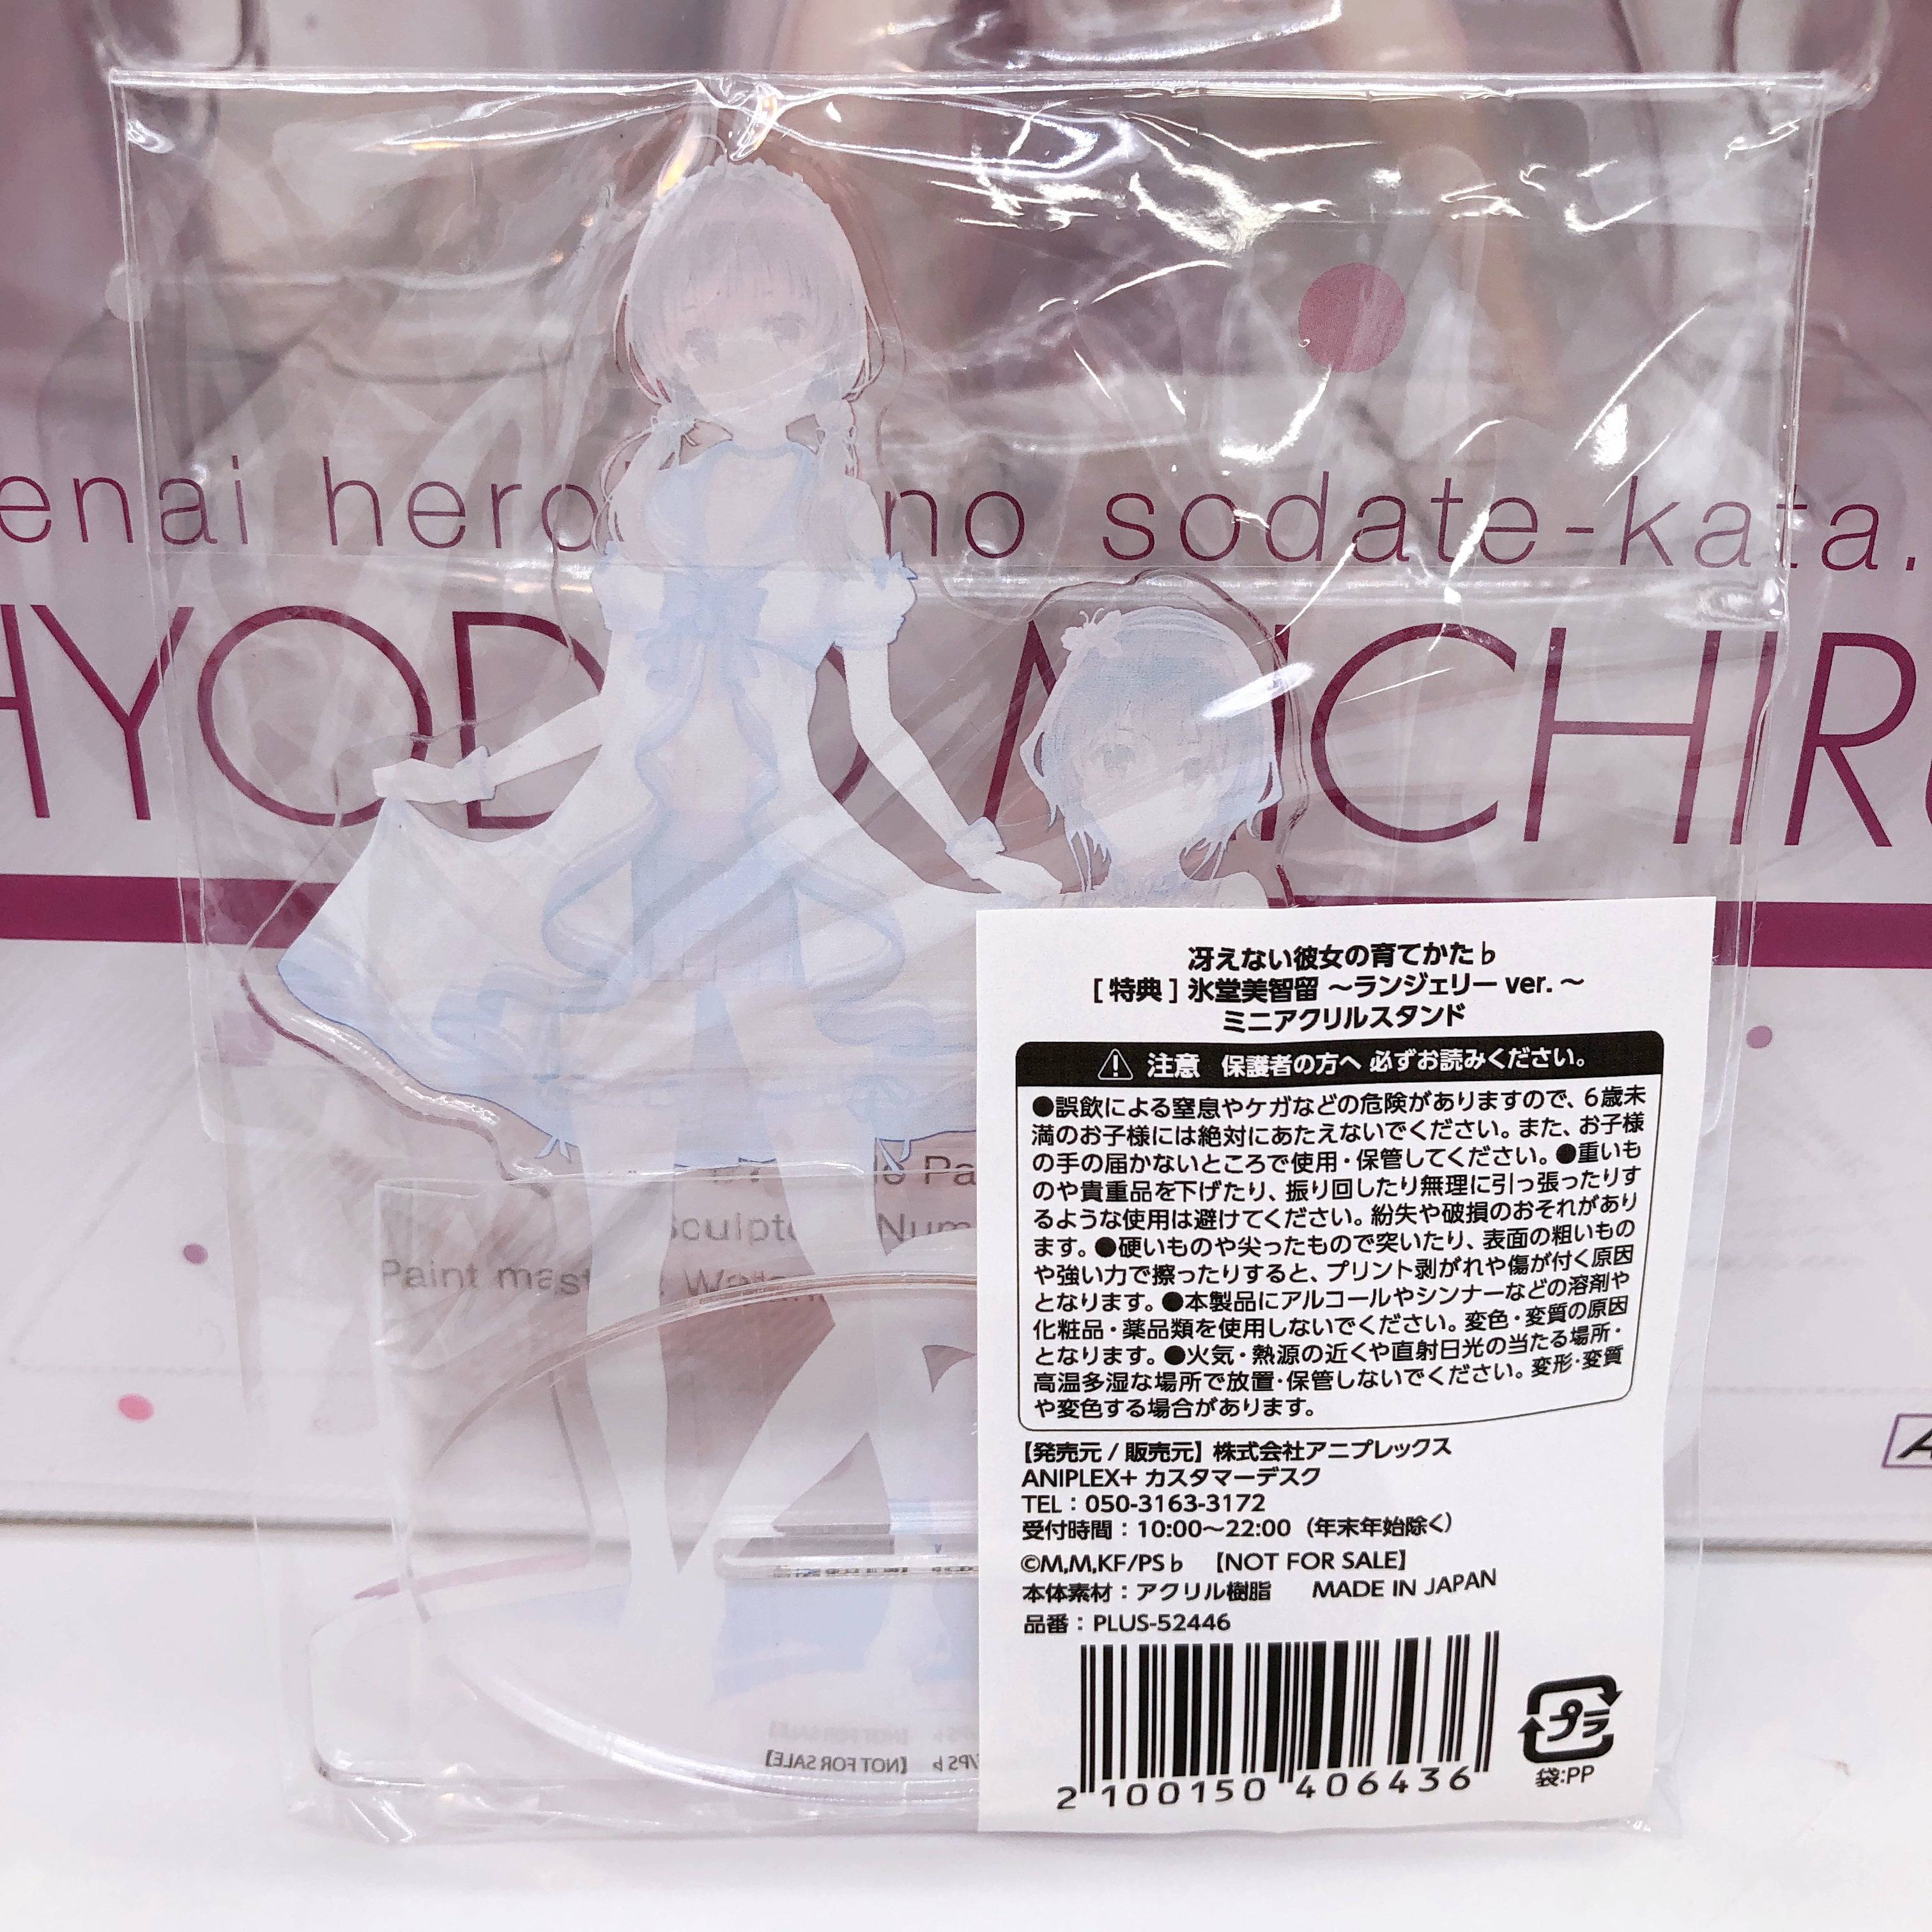 enai hero no sodate-kata.
HYODO MICHIRU
Paint mast
冴えない彼女の育てかた♭
[ 特典 ] 氷堂美智留 ～ランジェリー ver. ～
ミニアクリルスタンド
注意 保護者の方へ 必ずお読みください。
●誤飲による窒息やケガなどの危険がありますので、6歳未
満のお子様には絶対にあたえないでください。また、お子様
の手の届かないところで使用・保管してください。●重いも
のや貴重品を下げたり、振り回したり無理に引っ張ったりす
るような使用は避けてください。紛失や破損のおそれがあり
ます。●硬いものや尖ったもので突いたり、表面の粗いもの
や強い力で擦ったりすると、プリント剥がれや傷が付く原因
となります。●本製品にアルコールやシンナーなどの溶剤や
化粧品・薬品類を使用しないでください。変色・変質の原因
となります。●火気・熱源の近くや直射日光の当たる場所・
高温多湿な場所で放置・保管しないでください。変形・変質
や変色する場合があります。
【発売元 / 販売元】株式会社アニプレックス
ANIPLEX+ カスタマーデスク
TEL：050-3163-3172
受付時間：10:00～22:00（年末年始除く）
©M,M,KF/PS♭ 【NOT FOR SALE】
本体素材：アクリル樹脂 MADE IN JAPAN
品番：PLUS-52446
2 100150 406436
プラ
袋:PP
【NOT FOR SALE】